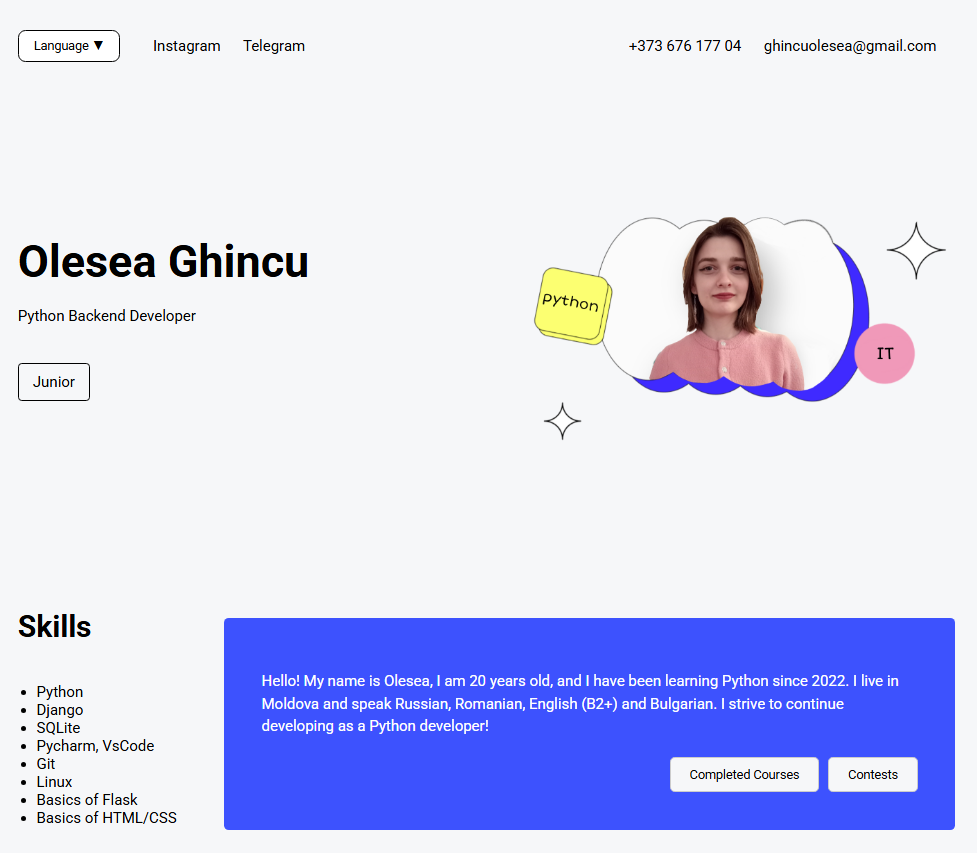 Language ▼ Instagram Telegram +373 676 177 04 ghincuolesea@gmail.com
Olesea Ghincu
Python Backend Developer
Junior
Python
IT
Skills
Python
Django
SQLite
Pycharm, VsCode
Git
Linux
Basics of Flask
Basics of HTML/CSS
Hello! My name is Olesea, I am 20 years old, and I have been learning Python since 2022. I live in
Moldova and speak Russian, Romanian, English (B2+) and Bulgarian. I strive to continue
developing as a Python developer!
Completed Courses Contests